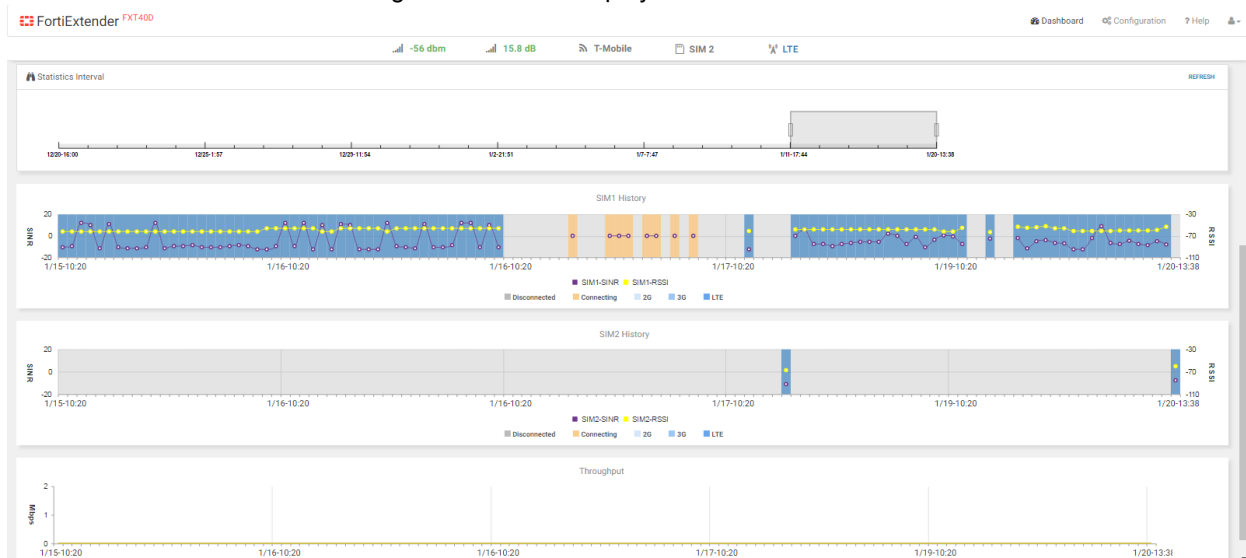 FortiExtender FXT40D
Dashboard Configuration ? Help
-56 dbm 15.8 dB T-Mobile SIM 2 LTE
Statistics Interval REFRESH
12/20-16:00 12/25-1:57 12/29-11:54 1/2-21:51 1/7-7:47 1/11-17:44 1/20-13:38
SIM1 History
20 -30
SINR 0 -70 RSSI
-20 -110
1/15-10:20 1/16-10:20 1/16-10:20 1/17-10:20 1/19-10:20 1/20-13:38
SIM1-SINR SIM1-RSSI
Disconnected Connecting 2G 3G LTE
SIM2 History
20 -30
SINR 0 -70 RSSI
-20 -110
1/15-10:20 1/16-10:20 1/16-10:20 1/17-10:20 1/19-10:20 1/20-13:38
SIM2-SINR SIM2-RSSI
Disconnected Connecting 2G 3G LTE
Throughput
2
Mbps 1
0
1/15-10:20 1/16-10:20 1/16-10:20 1/17-10:20 1/19-10:20